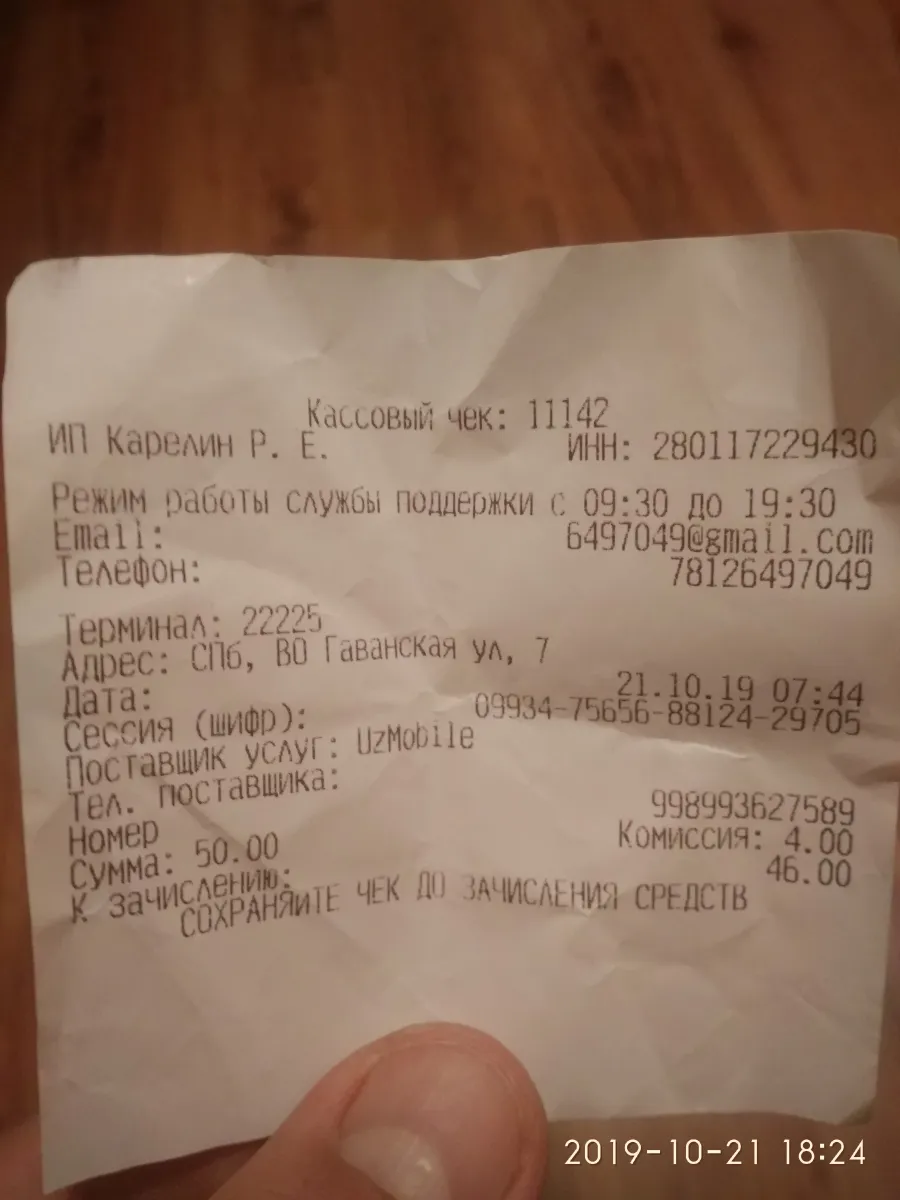 Кассовый чек: 11142
ИП Карелин Р. Е. ИНН: 280117229430
Режим работы службы поддержки с 09:30 до 19:30
Email: 6497049@gmail.com
Телефон: 78126497049
Терминал: 22225
Адрес: СПб, ВО Гаванская ул, 7
Дата: 21.10.19 07:44
Сессия (шифр): 09934-75656-88124-29705
Поставщик услуг: UzMobile
Тел. поставщика:
Номер 998993627589
Сумма: 50.00 Комиссия: 4.00
К зачислению: 46.00
СОХРАНЯЙТЕ ЧЕК ДО ЗАЧИСЛЕНИЯ СРЕДСТВ
2019-10-21 18:24